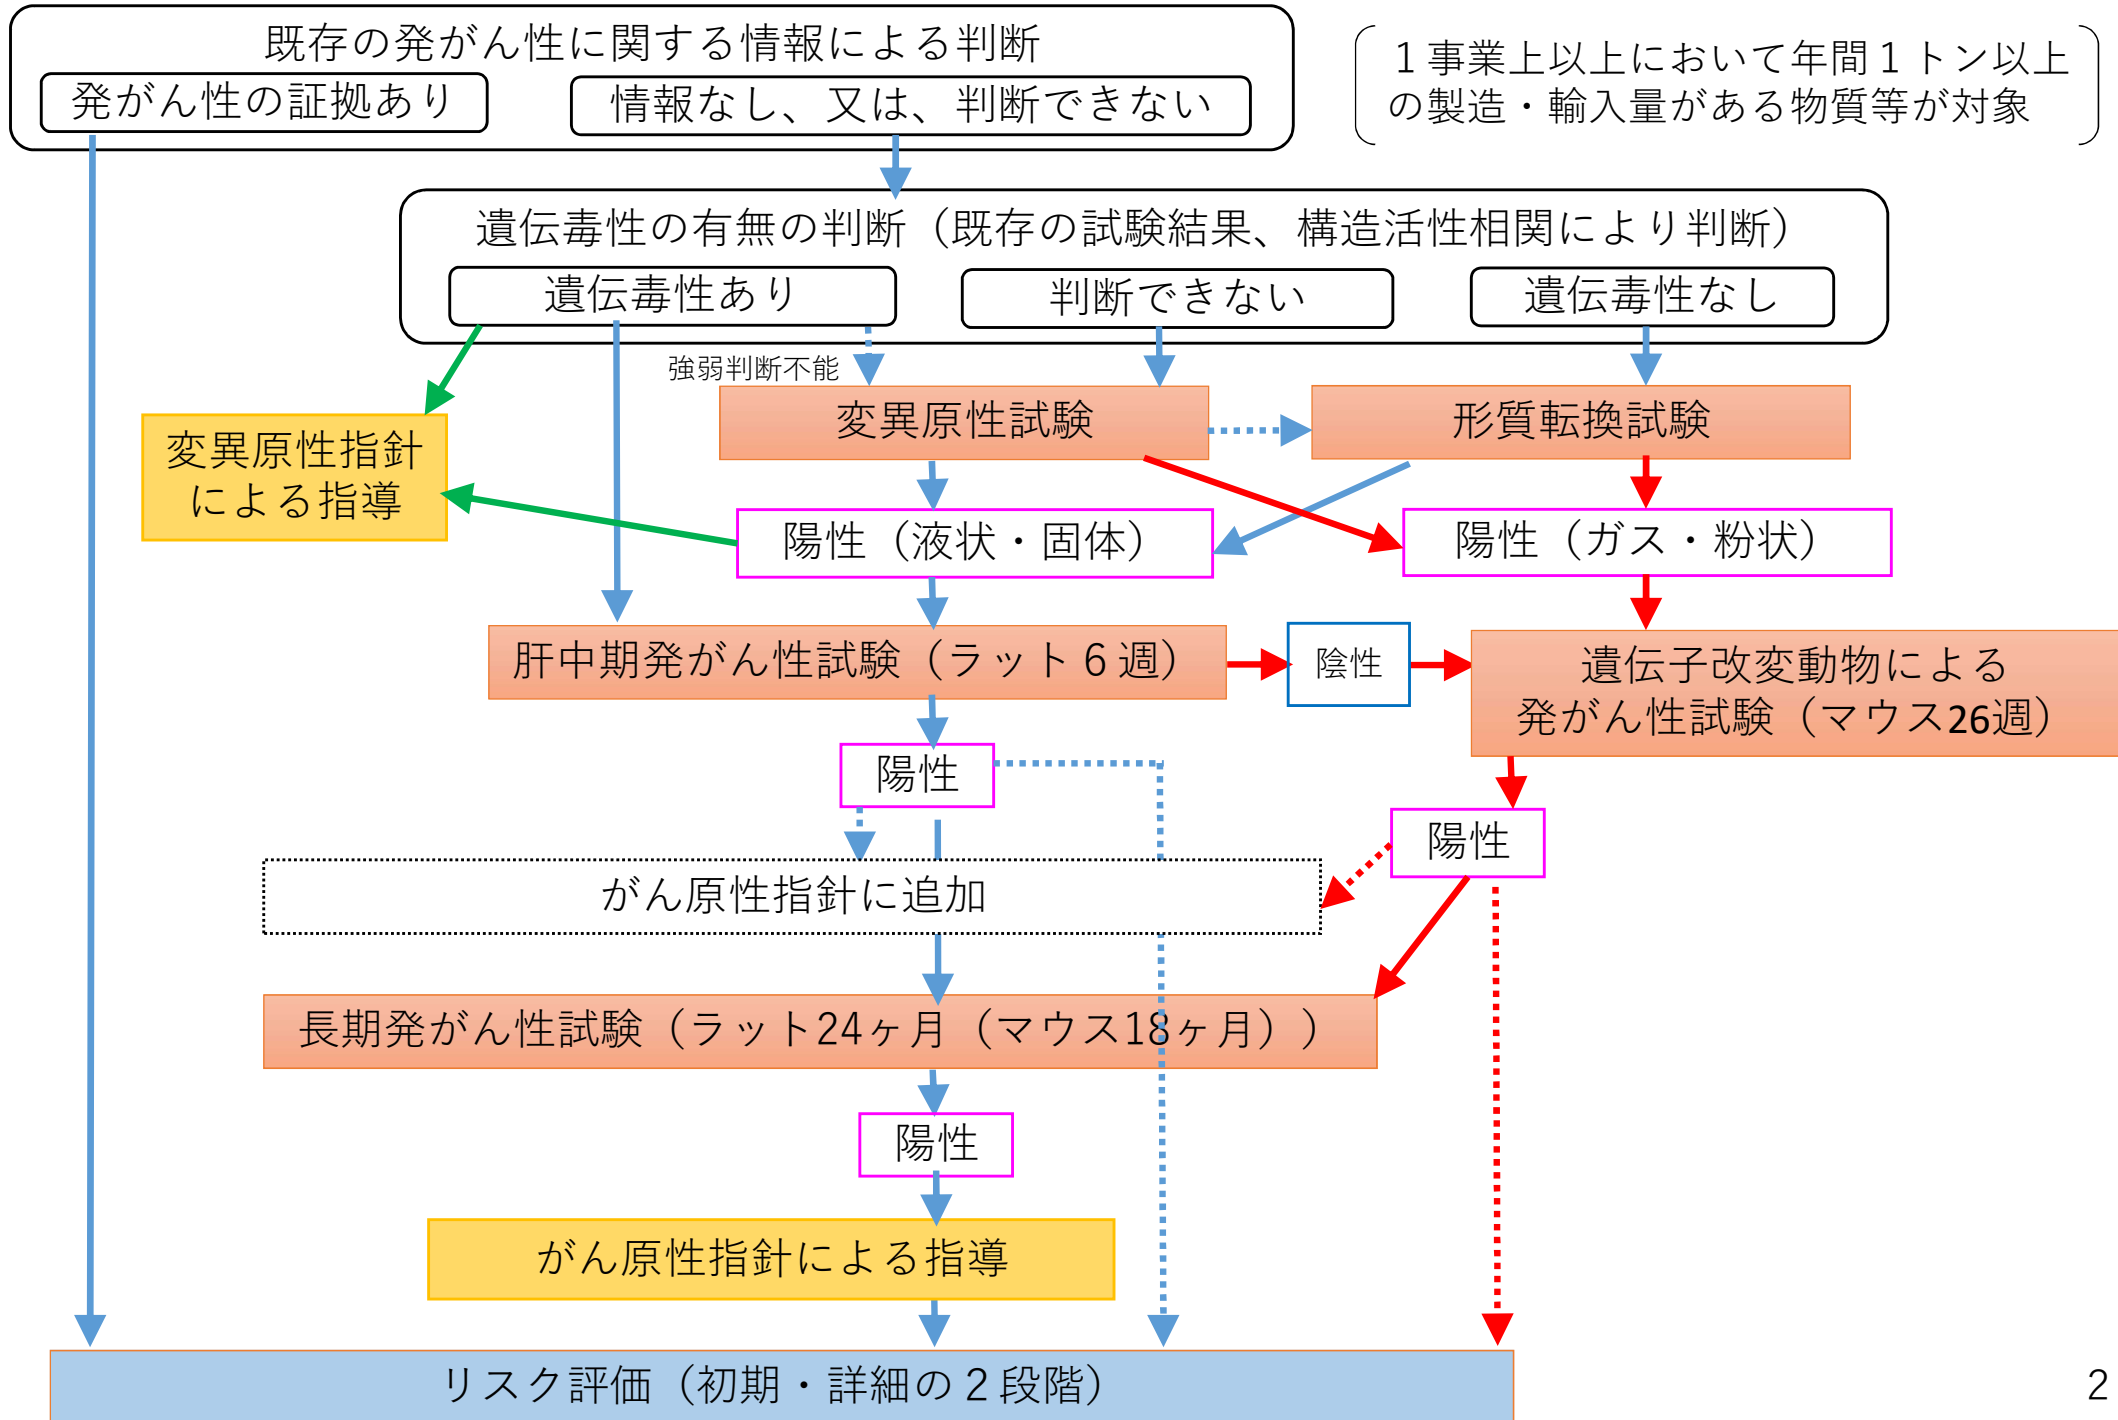 既存の発がん性に関する情報による判断
発がん性の証拠あり
情報なし、又は、判断できない
１事業上以上において年間１トン以上
の製造・輸入量がある物質等が対象
遺伝毒性の有無の判断（既存の試験結果、構造活性相関により判断）
遺伝毒性あり
判断できない
遺伝毒性なし
強弱判断不能
変異原性試験
形質転換試験
変異原性指針
による指導
陽性（液状・固体）
陽性（ガス・粉状）
肝中期発がん性試験（ラット６週）
陰性
遺伝子改変動物による
発がん性試験（マウス26週）
陽性
陽性
がん原性指針に追加
長期発がん性試験（ラット24ヶ月（マウス18ヶ月））
陽性
がん原性指針による指導
リスク評価（初期・詳細の２段階）
2